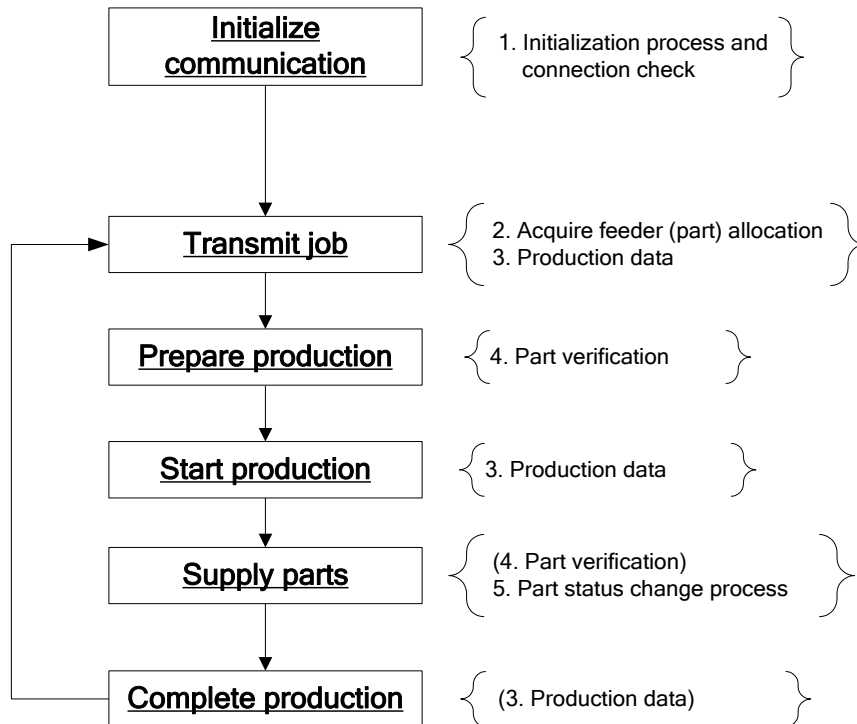 Initialize
communication
1. Initialization process and
connection check
Transmit job
2. Acquire feeder (part) allocation
3. Production data
Prepare production
4. Part verification
Start production
3. Production data
Supply parts
(4. Part verification)
5. Part status change process
Complete production
(3. Production data)